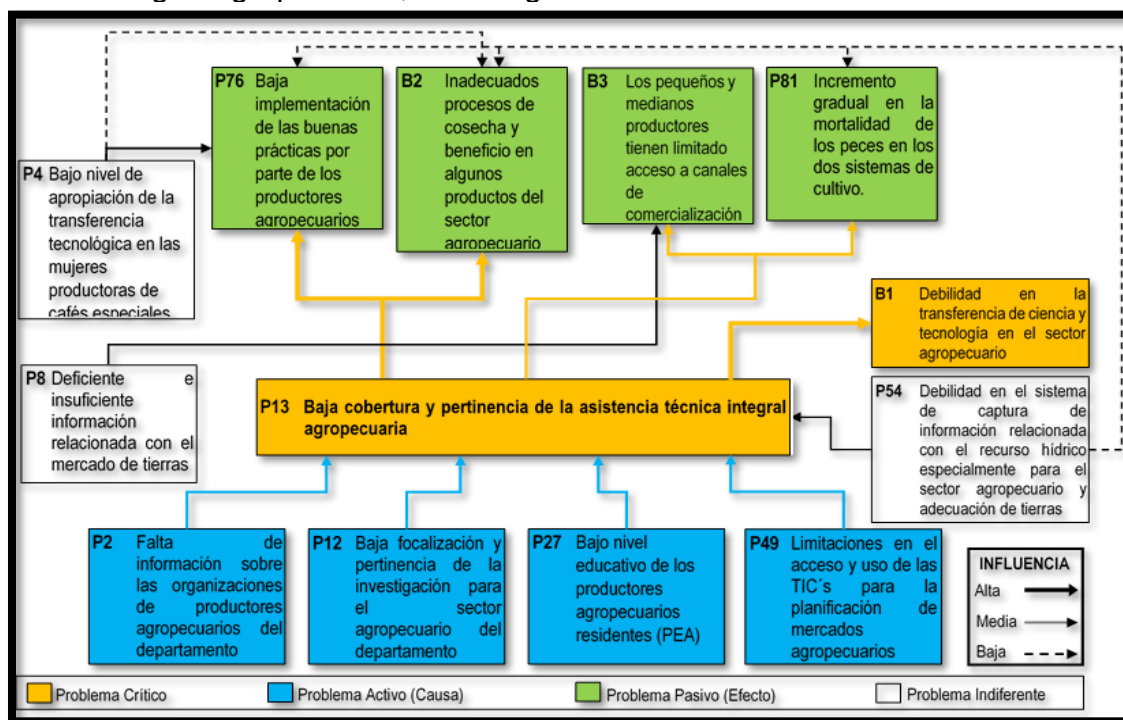 P76 Baja
implementación
de las buenas
prácticas por
parte de los
productores
agropecuarios
B2 Inadecuados
procesos de
cosecha y
beneficio en
algunos
productos del
sector
agropecuario
B3 Los pequeños y
medianos
productores
tienen limitado
acceso a canales
de
comercialización
P81 Incremento
gradual en la
mortalidad de
los peces en los
dos sistemas de
cultivo.
P4 Bajo nivel de
apropiación de la
transferencia
tecnológica en las
mujeres
productoras de
cafés especiales
B1 Debilidad en la
transferencia de ciencia y
tecnología en el sector
agropecuario
P8 Deficiente e
insuficiente
información
relacionada con el
mercado de tierras
P13 Baja cobertura y pertinencia de la asistencia técnica integral
agropecuaria
P54 Debilidad en el sistema
de captura de
información relacionada
con el recurso hídrico
especialmente para el
sector agropecuario y
adecuación de tierras
P2 Falta de
información sobre
las organizaciones
de productores
agropecuarios del
departamento
P12 Baja focalización y
pertinencia de la
investigación para
el sector
agropecuario del
departamento
P27 Bajo nivel
educativo de los
productores
agropecuarios
residentes (PEA)
P49 Limitaciones en el
acceso y uso de las
TIC´s para la
planificación de
mercados
agropecuarios
INFLUENCIA
Alta
Media
Baja
Problema Crítico
Problema Activo (Causa)
Problema Pasivo (Efecto)
Problema Indiferente